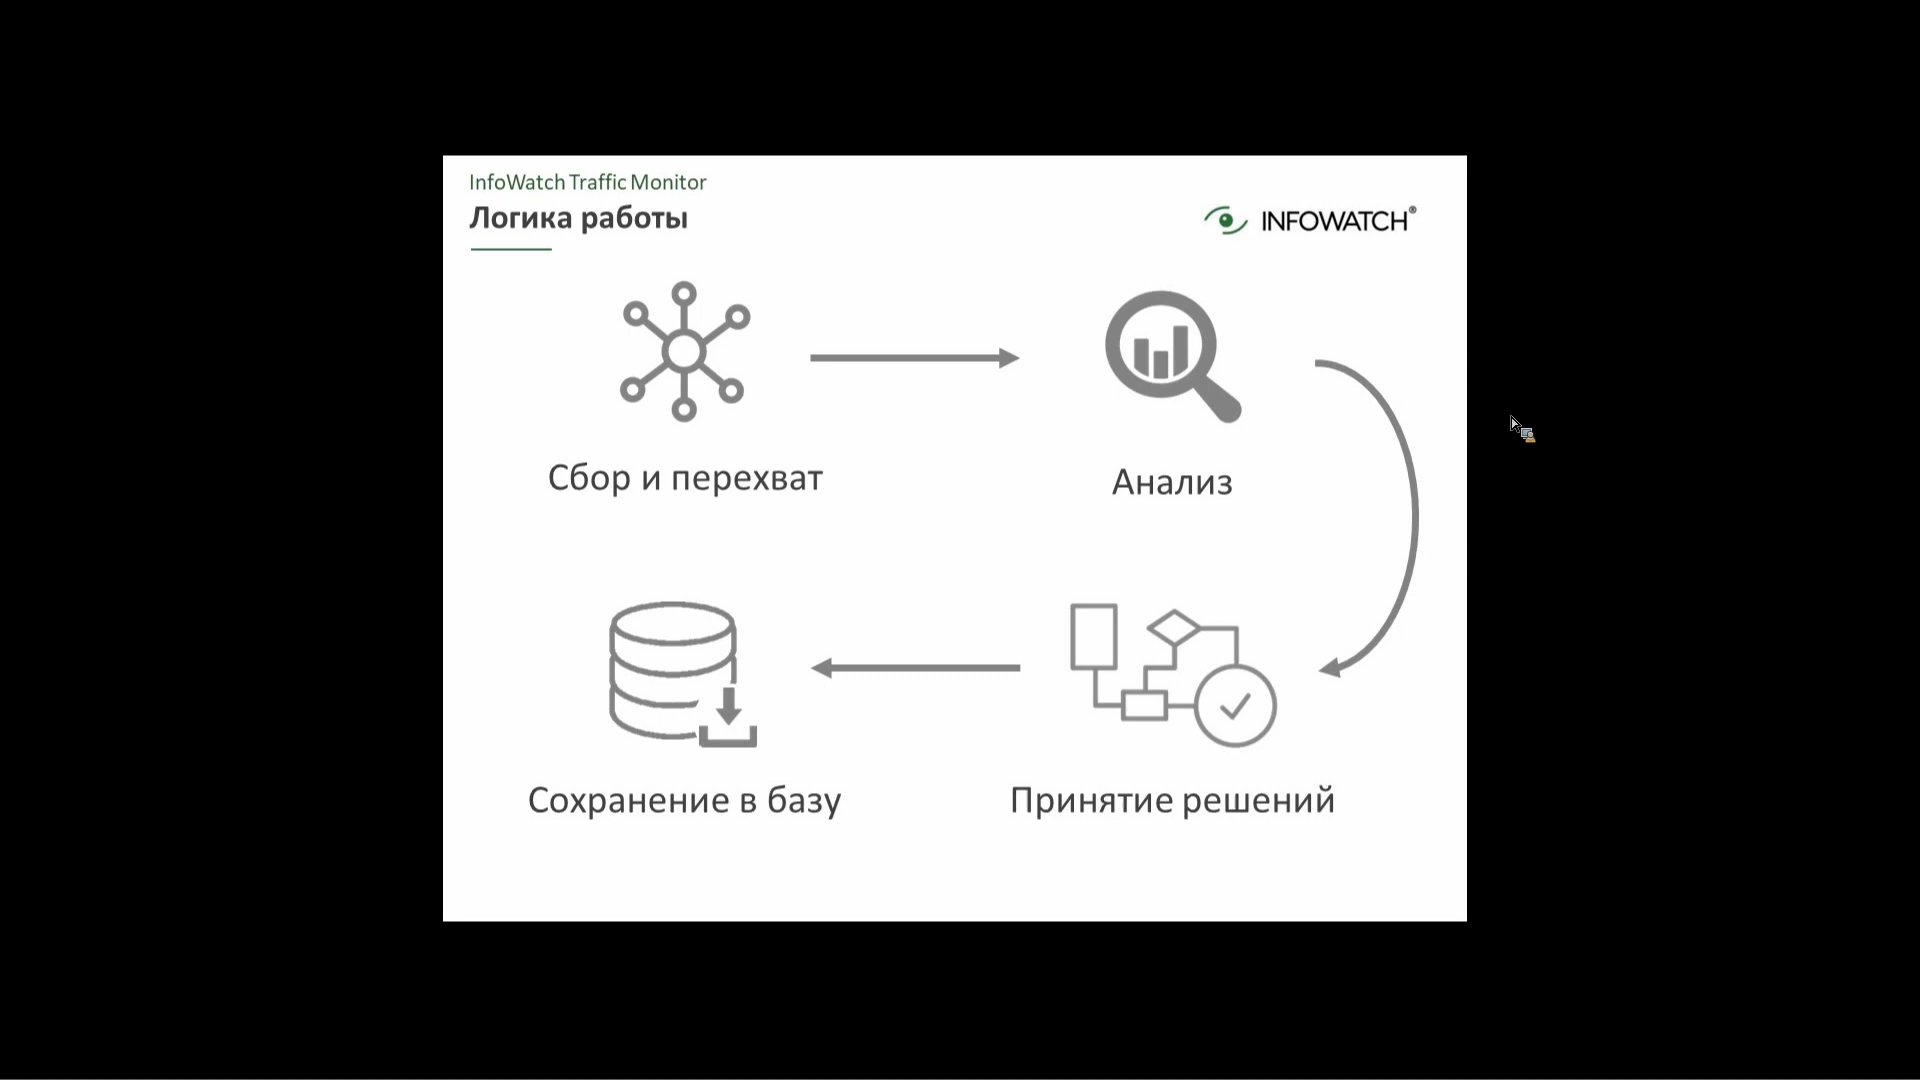 InfoWatch Traffic Monitor
Логика работы
INFOWATCH®
Сбор и перехват
Анализ
Сохранение в базу
Принятие решений